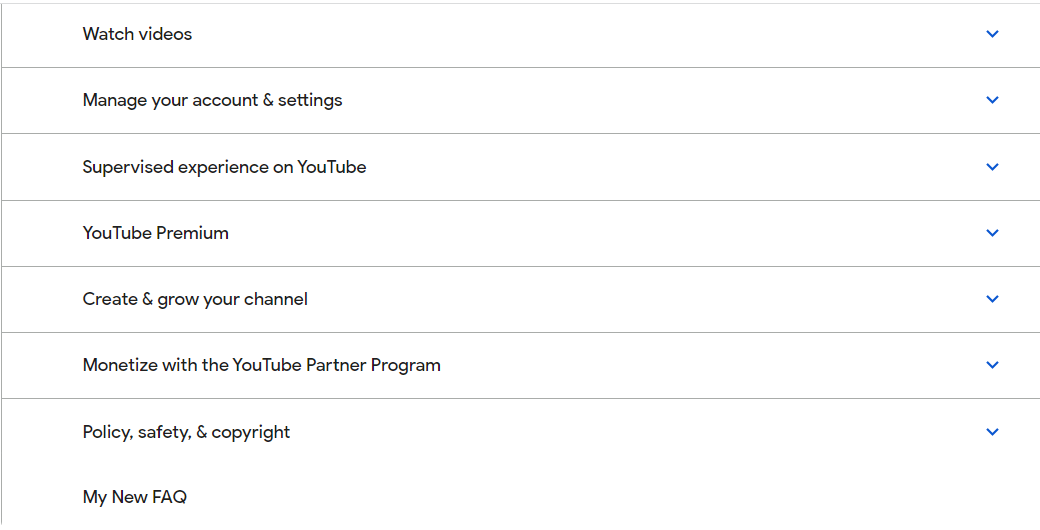 Watch videos
Manage your account & settings
Supervised experience on YouTube
YouTube Premium
Create & grow your channel
Monetize with the YouTube Partner Program
Policy, safety, & copyright
My New FAQ